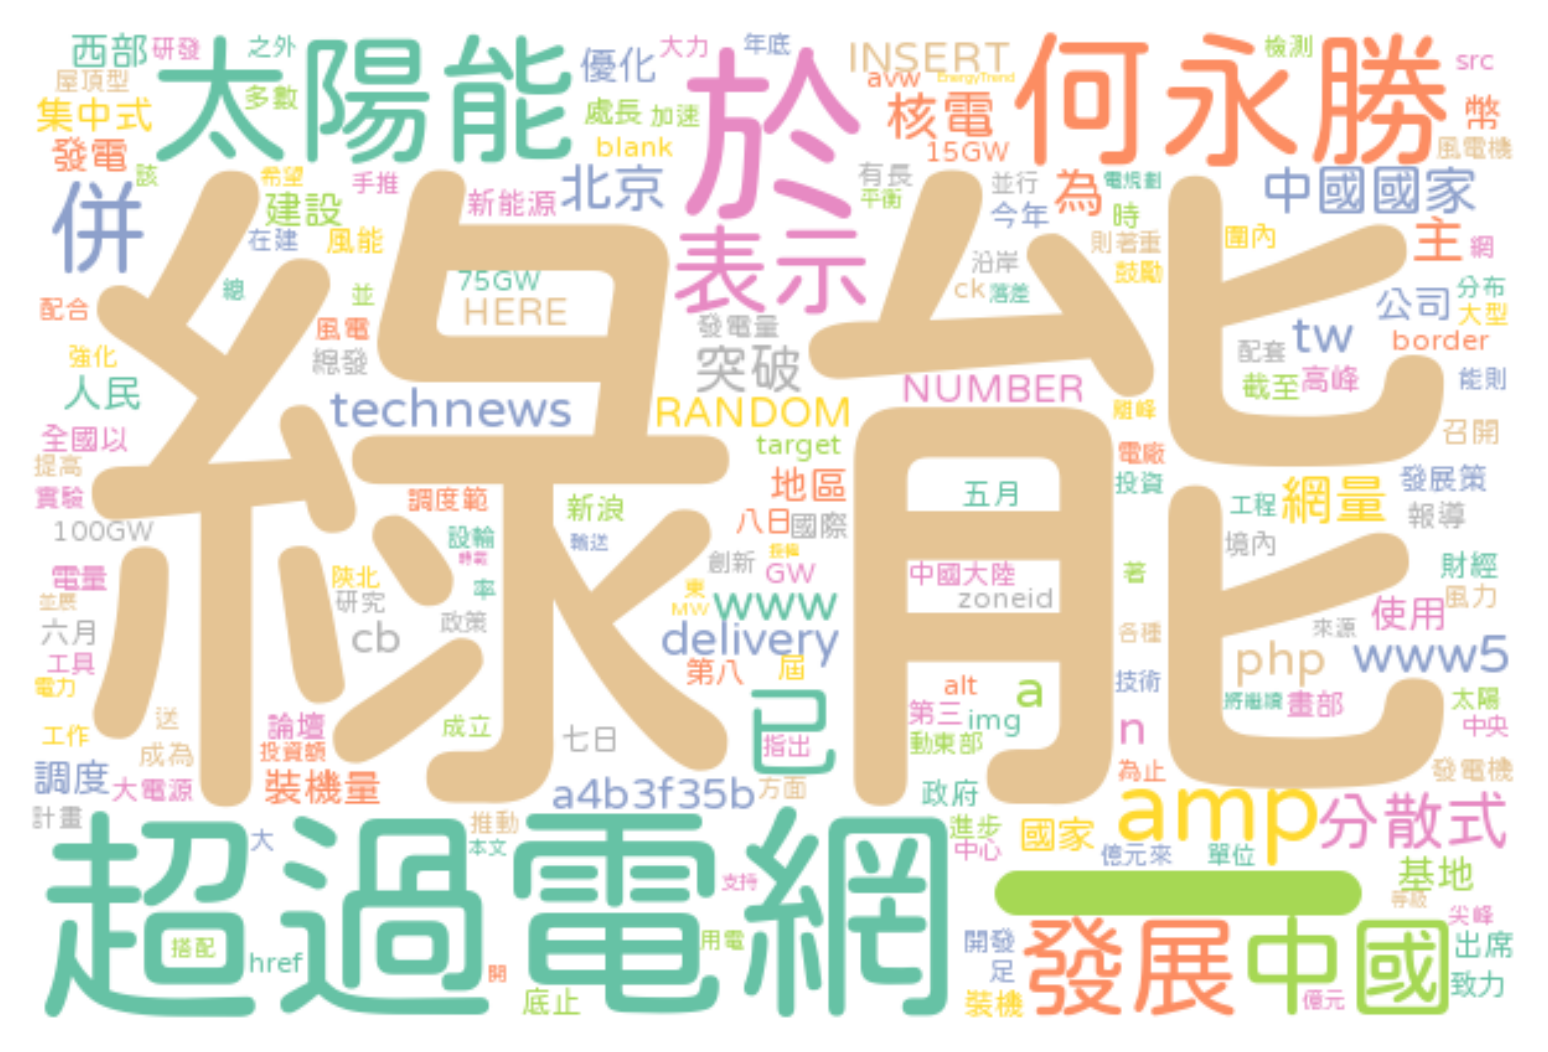 西部 研發 太陽能 之外 優化 大力 於 年底 INSERT 何永勝 檢測 src
屋頂型 多數 處長 加速 avw EnergyTrend 核電 幣
集中式 blank 15GW 風電機
發電 該 希望 手推 北京 有長 並行 電規劃 為 中國國家
併 建設 新能源 平衡 今年 時 主 網
在建 風能 表示 沿岸 則著重 圍內
總 並 75GW ck 落差 鼓勵 公司 分布
配合 風電 HERE 發電量 tw 大型
強化 總發 突破 配套 border
綠能
人民 technews RANDOM NUMBER 離峰 截至 高峰 能則
全國以 target 電廠 召開
提高 調度範 新浪 地區 五月 投資 網量 發展策
實驗 八日 國際 工程 報導
100GW 設輪 輸送 創新 境內
電量 陝北 率 GW 中國大陸 著 財經
並展 研究 政策 東 MW www zoneid 使用 風力
六月 cb delivery 各種 來源
工具 第八 屆 php www5
電力 alt a 技術 將繼續 畫部 太陽
送 論壇 成立 已 第三 img n 中央
工作 成為 投資額 七日 指出 動東部
調度 大電源 裝機量 a4b3f35b 方面 政府 為止 發電機
計畫 推動 進步 amp 分散式
大 本文 中心 國家 億元來 單位
超過電網 支持 一 基地
搭配 用電 等級 尖峰
href 開 開發 發展 中國 出席
底止 足 致力
裝機 億元